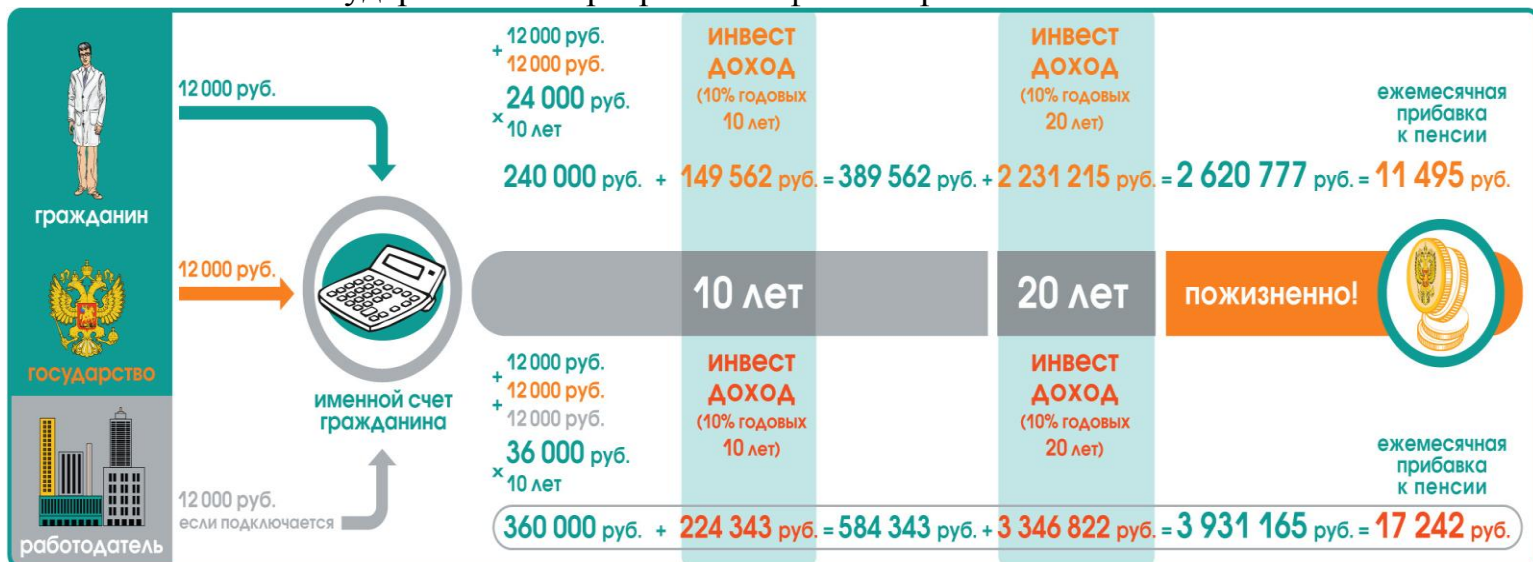 12 000 руб.
12 000 руб.
12 000 руб.
если подключается
гражданин
государство
работодатель
именной счет
гражданина
+ 12 000 руб.
12 000 руб.
24 000 руб.
x 10 лет
ИНВЕСТ
ДОХОД
(10% годовых
10 лет)
ИНВЕСТ
ДОХОД
(10% годовых
20 лет)
ежемесячная
прибавка
к пенсии
240 000 руб. + 149 562 руб. = 389 562 руб. + 2 231 215 руб. = 2 620 777 руб. = 11 495 руб.
10 лет 20 лет пожизненно!
+ 12 000 руб.
+ 12 000 руб.
12 000 руб.
36 000 руб.
x 10 лет
ИНВЕСТ
ДОХОД
(10% годовых
10 лет)
ИНВЕСТ
ДОХОД
(10% годовых
20 лет)
ежемесячная
прибавка
к пенсии
360 000 руб. + 224 343 руб. = 584 343 руб. + 3 346 822 руб. = 3 931 165 руб. = 17 242 руб.